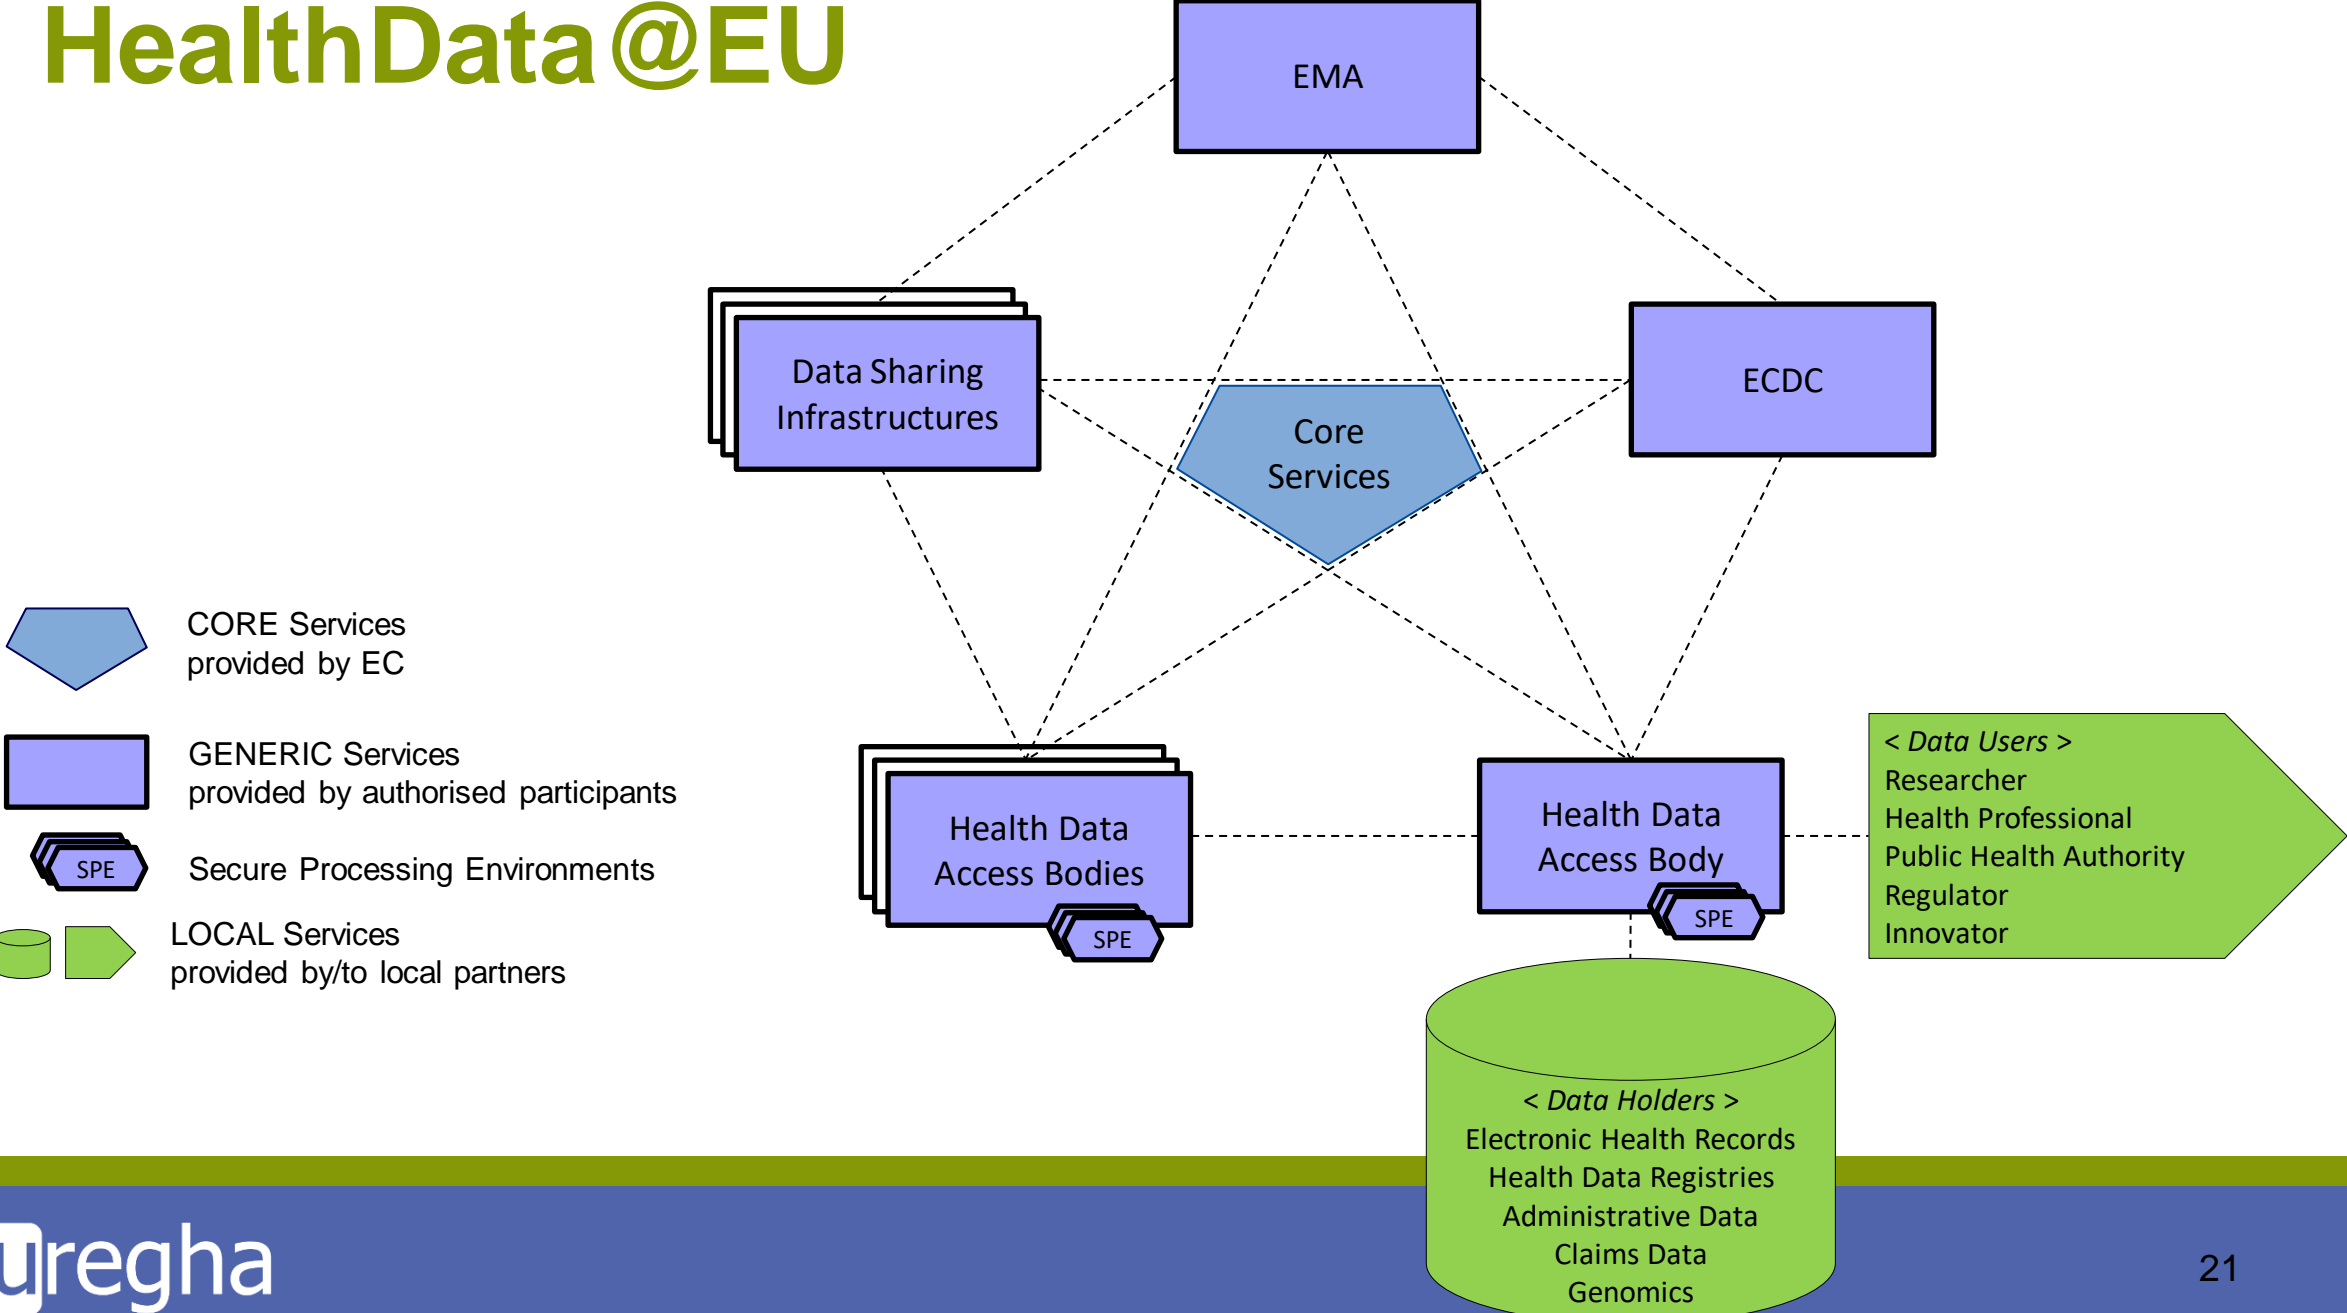 HealthData@EU
EMA
Data Sharing
Infrastructures
ECDC
Core
Services
CORE Services
provided by EC
GENERIC Services
provided by authorised participants
SPE
Secure Processing Environments
LOCAL Services
provided by/to local partners
Health Data
Access Bodies
SPE
Health Data
Access Body
SPE
< Data Users >
Researcher
Health Professional
Public Health Authority
Regulator
Innovator
< Data Holders >
Electronic Health Records
Health Data Registries
Administrative Data
Claims Data
Genomics
uregha
21